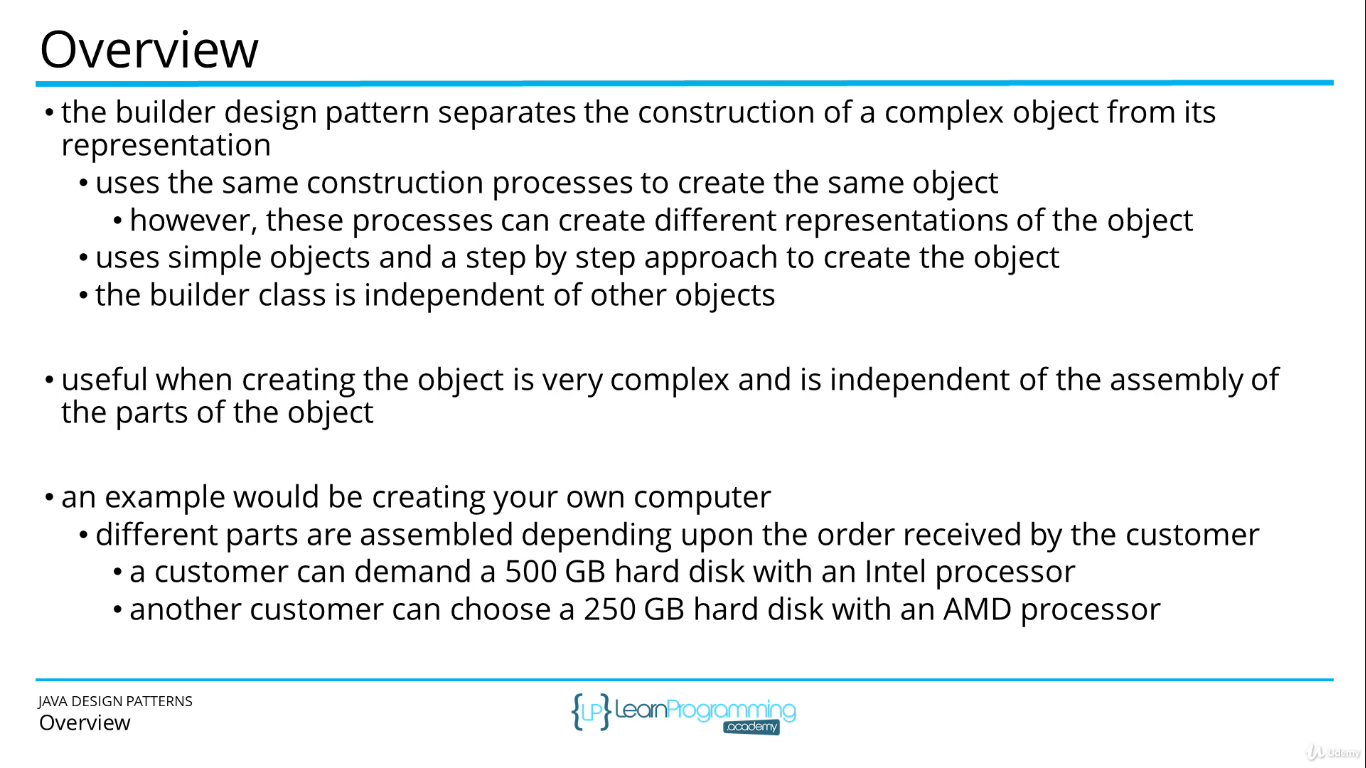 Overview
• the builder design pattern separates the construction of a complex object from its
representation
• uses the same construction processes to create the same object
• however, these processes can create different representations of the object
• uses simple objects and a step by step approach to create the object
• the builder class is independent of other objects
• useful when creating the object is very complex and is independent of the assembly of
the parts of the object
• an example would be creating your own computer
• different parts are assembled depending upon the order received by the customer
• a customer can demand a 500 GB hard disk with an Intel processor
• another customer can choose a 250 GB hard disk with an AMD processor
JAVA DESIGN PATTERNS
Overview
{LP} LearnProgramming
.academy
Udemy